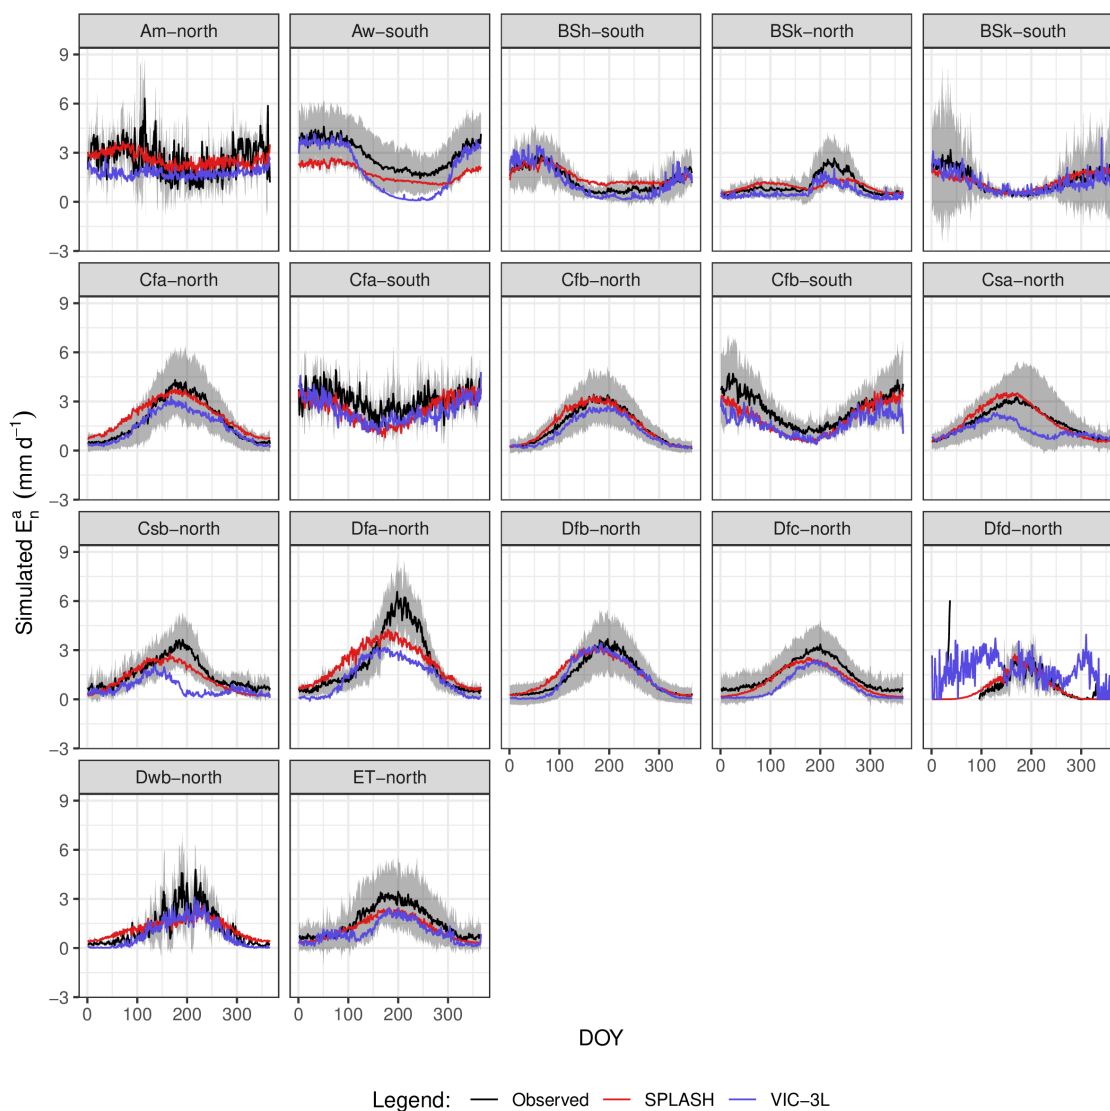 Am−north Aw−south BSh−south BSk−north BSk−south
9
6
3
0
−3
Cfa−north Cfa−south Cfb−north Cfb−south Csa−north
9
6
3
0
−3
Csb−north Dfa−north Dfb−north Dfc−north Dfd−north
9
6
3
0
−3
0 100 200 300 0 100 200 300 0 100 200 300
Dwb−north ET−north
9
6
3
0
−3
0 100 200 300 0 100 200 300
Simulated E_n^a (mm d⁻¹)
DOY
Legend: Observed SPLASH VIC−3L